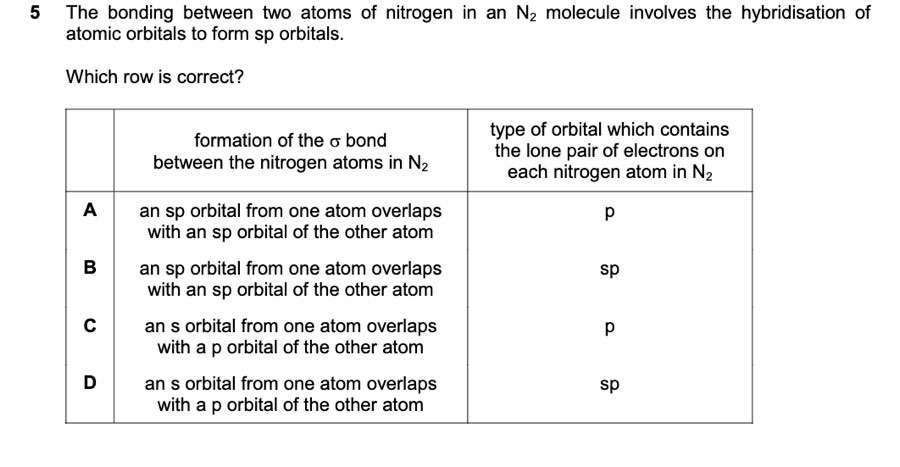 5 The bonding between two atoms of nitrogen in an N₂ molecule involves the hybridisation of
atomic orbitals to form sp orbitals.
Which row is correct?
formation of the σ bond
between the nitrogen atoms in N₂
type of orbital which contains
the lone pair of electrons on
each nitrogen atom in N₂
A an sp orbital from one atom overlaps
with an sp orbital of the other atom
p
B an sp orbital from one atom overlaps
with an sp orbital of the other atom
sp
C an s orbital from one atom overlaps
with a p orbital of the other atom
p
D an s orbital from one atom overlaps
with a p orbital of the other atom
sp